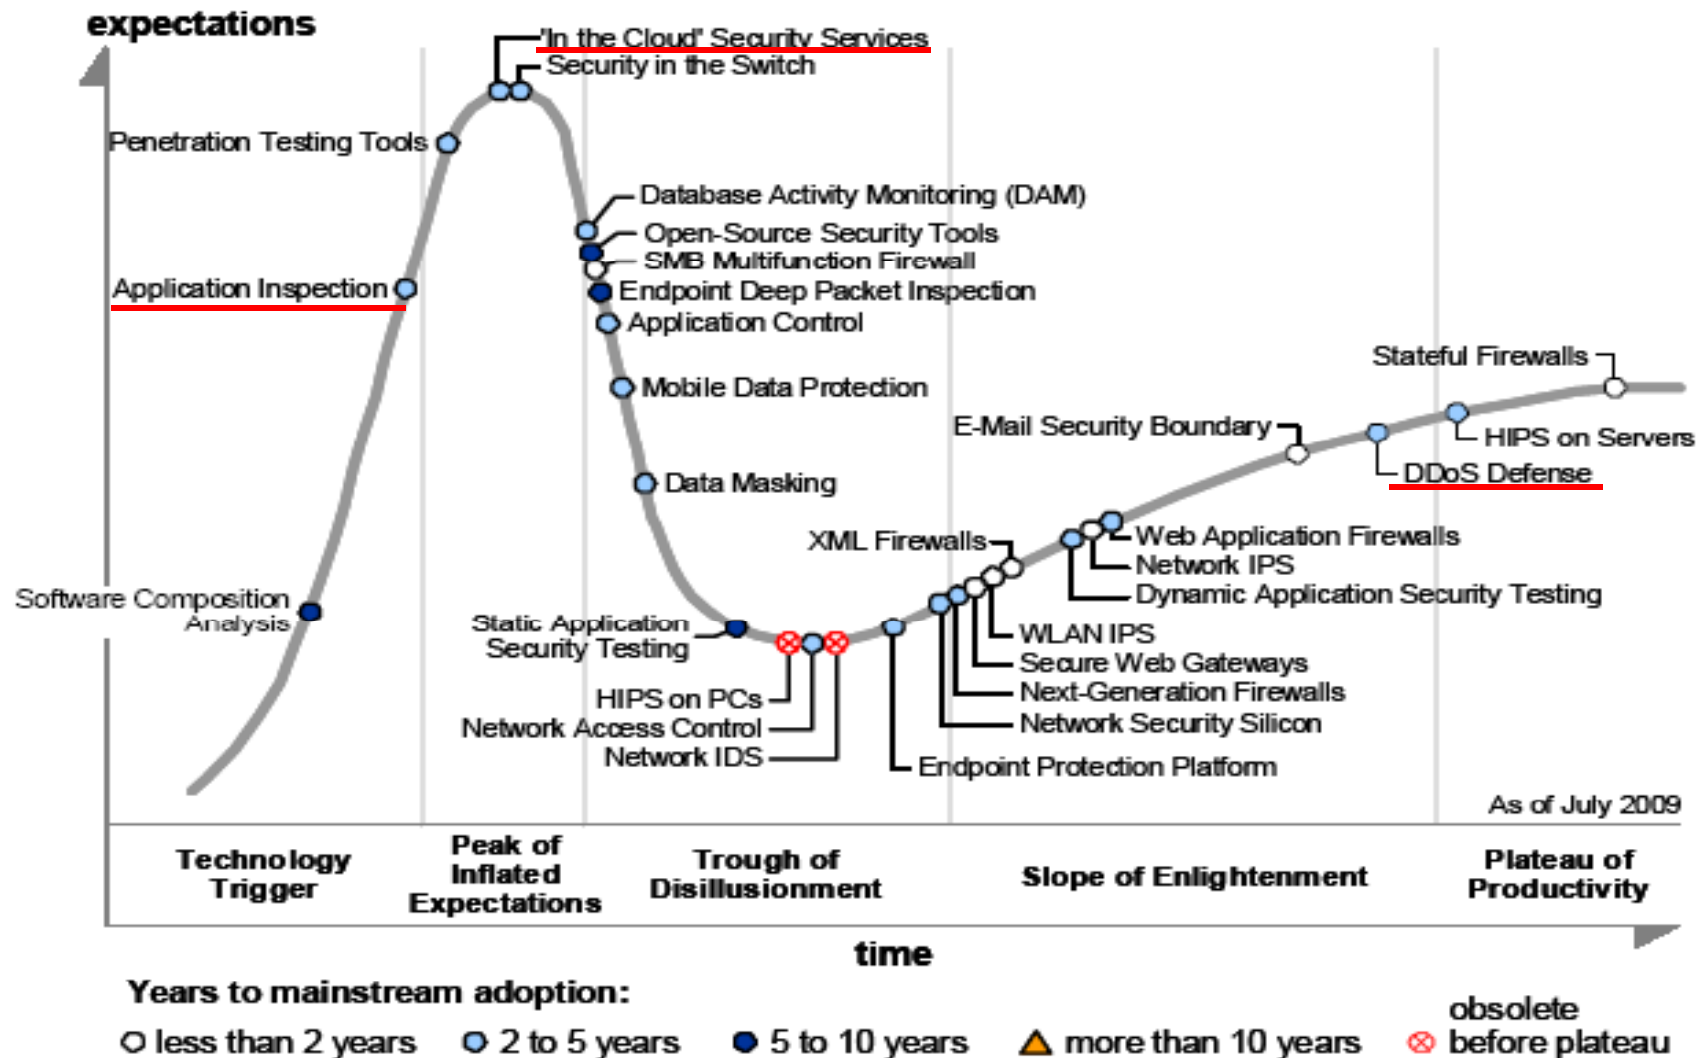 expectations
'In the Cloud' Security Services
Security in the Switch
Penetration Testing Tools
Database Activity Monitoring (DAM)
Open-Source Security Tools
SMB Multifunction Firewall
Application Inspection
Endpoint Deep Packet Inspection
Application Control
Mobile Data Protection
Data Masking
Stateful Firewalls
E-Mail Security Boundary
HIPS on Servers
DDoS Defense
XML Firewalls
Web Application Firewalls
Network IPS
Dynamic Application Security Testing
Software Composition
Analysis
Static Application
Security Testing
WLAN IPS
Secure Web Gateways
HIPS on PCs
Next-Generation Firewalls
Network Access Control
Network Security Silicon
Network IDS
Endpoint Protection Platform
As of July 2009
Technology
Trigger
Peak of
Inflated
Expectations
Trough of
Disillusionment
Slope of Enlightenment
Plateau of
Productivity
time
Years to mainstream adoption:
less than 2 years
2 to 5 years
5 to 10 years
more than 10 years
obsolete
before plateau